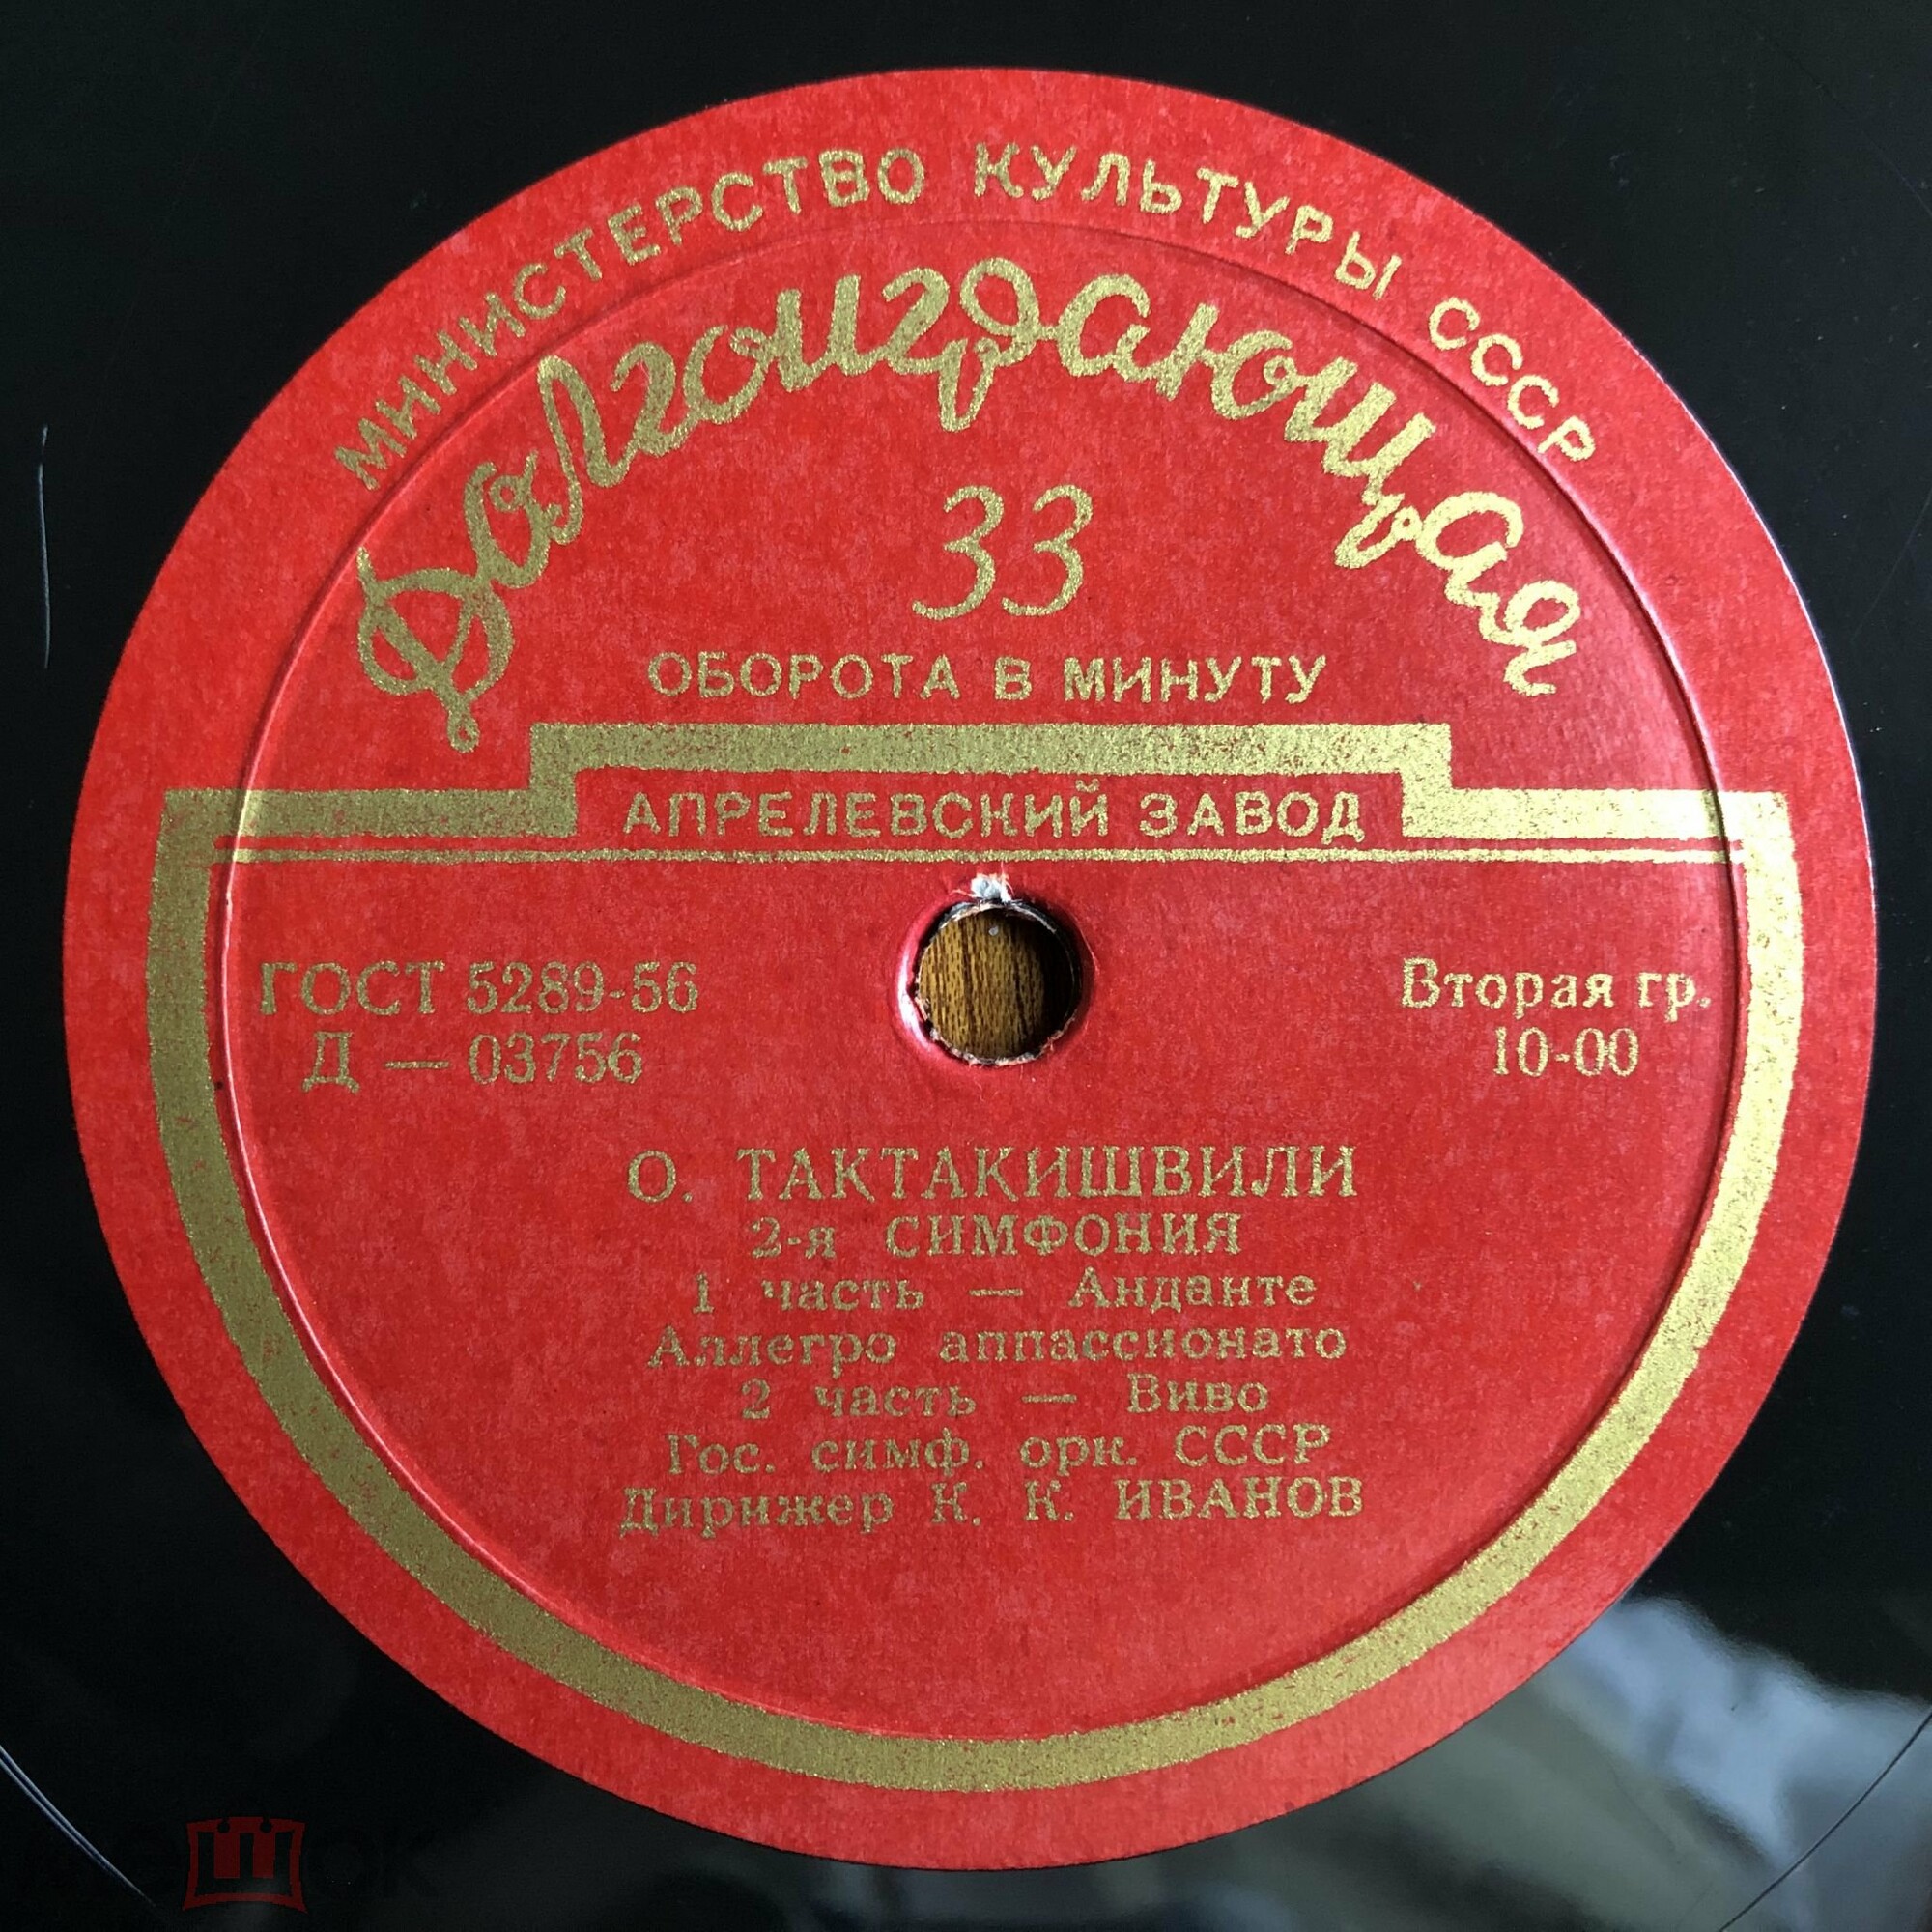 МИНИСТЕРСТВО КУЛЬТУРЫ СССР
Долгоиграющая
33
ОБОРОТА В МИНУТУ
АПРЕЛЕВСКИЙ ЗАВОД
ГОСТ 5289-56
Д — 03756
Вторая гр.
10-00
О. ТАКТАКИШВИЛИ
2-я СИМФОНИЯ
1 часть — Анданте
Аллегро аппассионато
2 часть — Виво
Гос. симф. орк. СССР
Дирижер К. К. ИВАНОВ